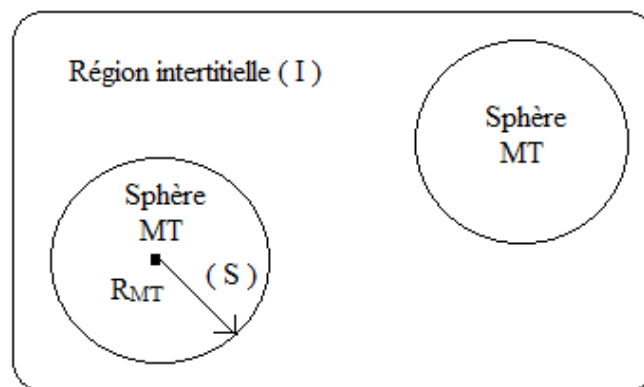 Région intertitielle ( I )
Sphère
MT
Sphère
MT
( S )
RMT